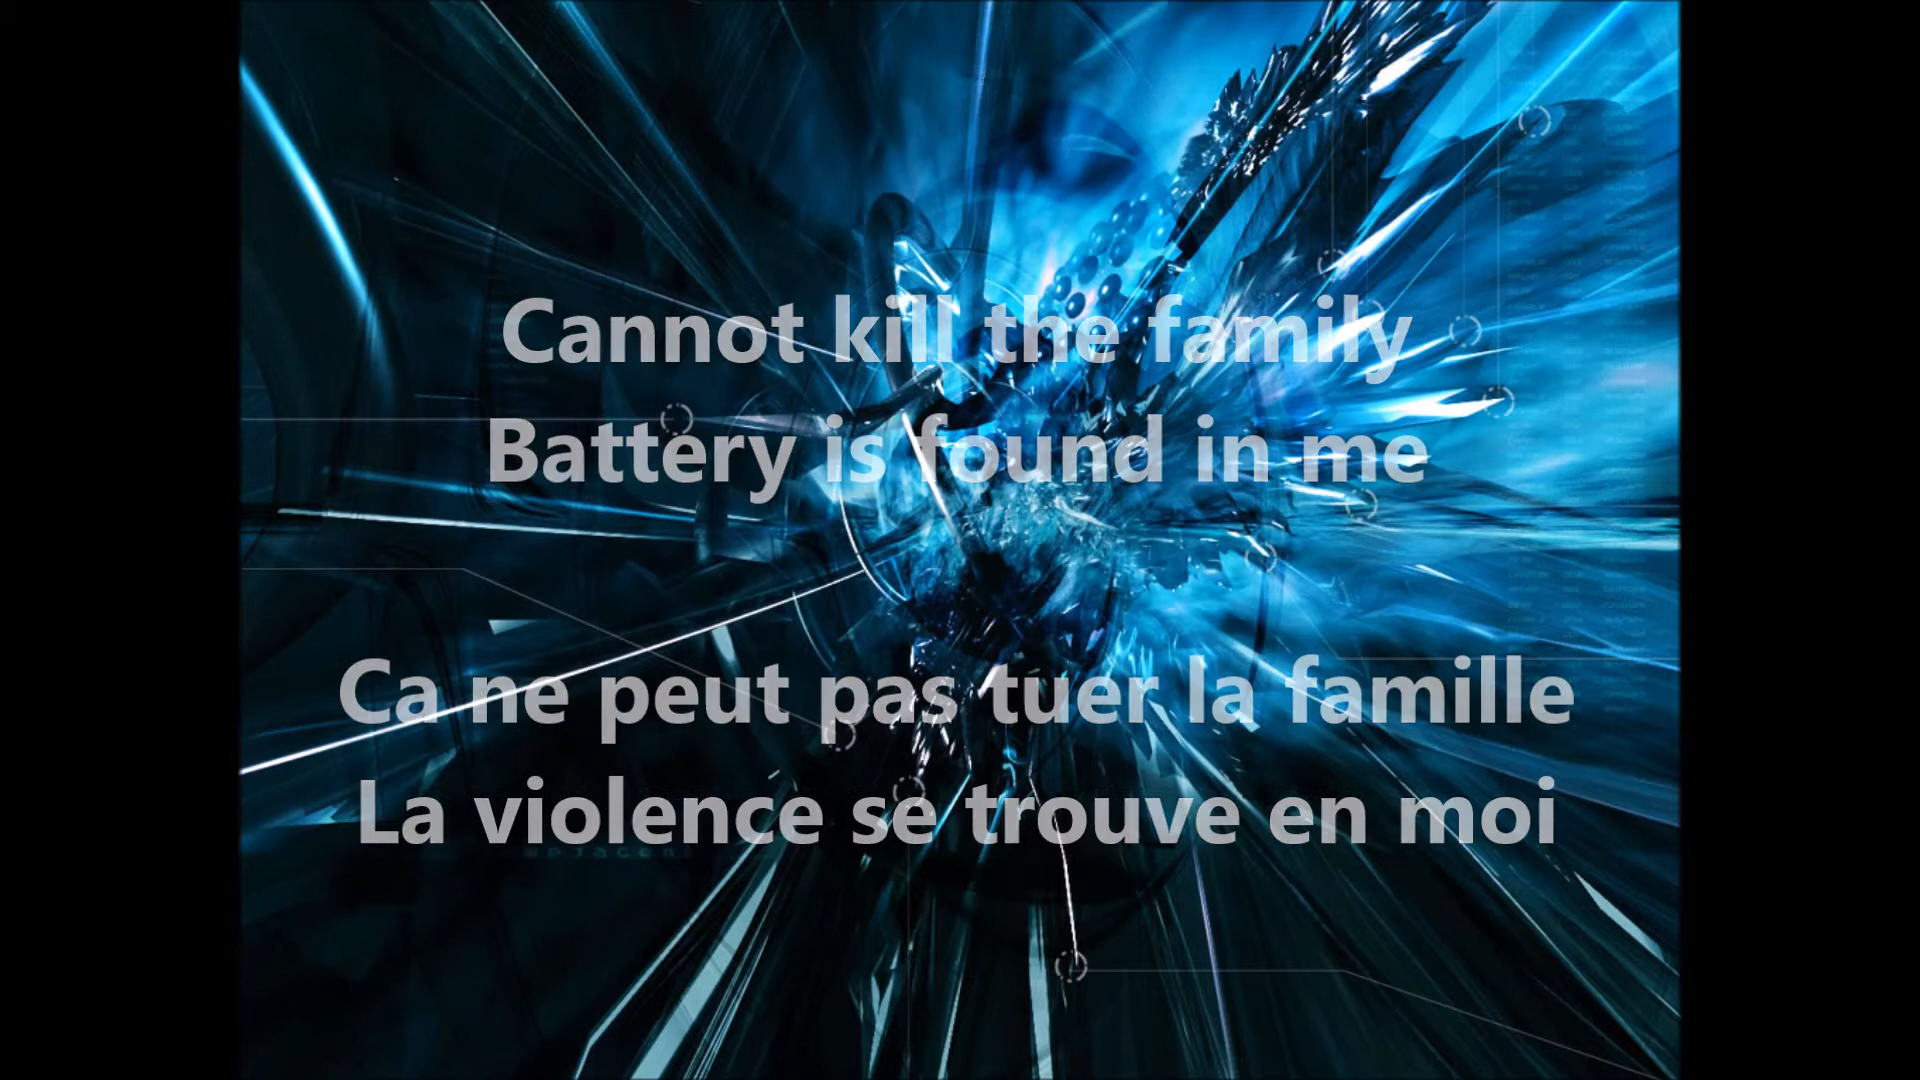 Cannot kill the family
Battery is found in me
Ca ne peut pas tuer la famille
La violence se trouve en moi